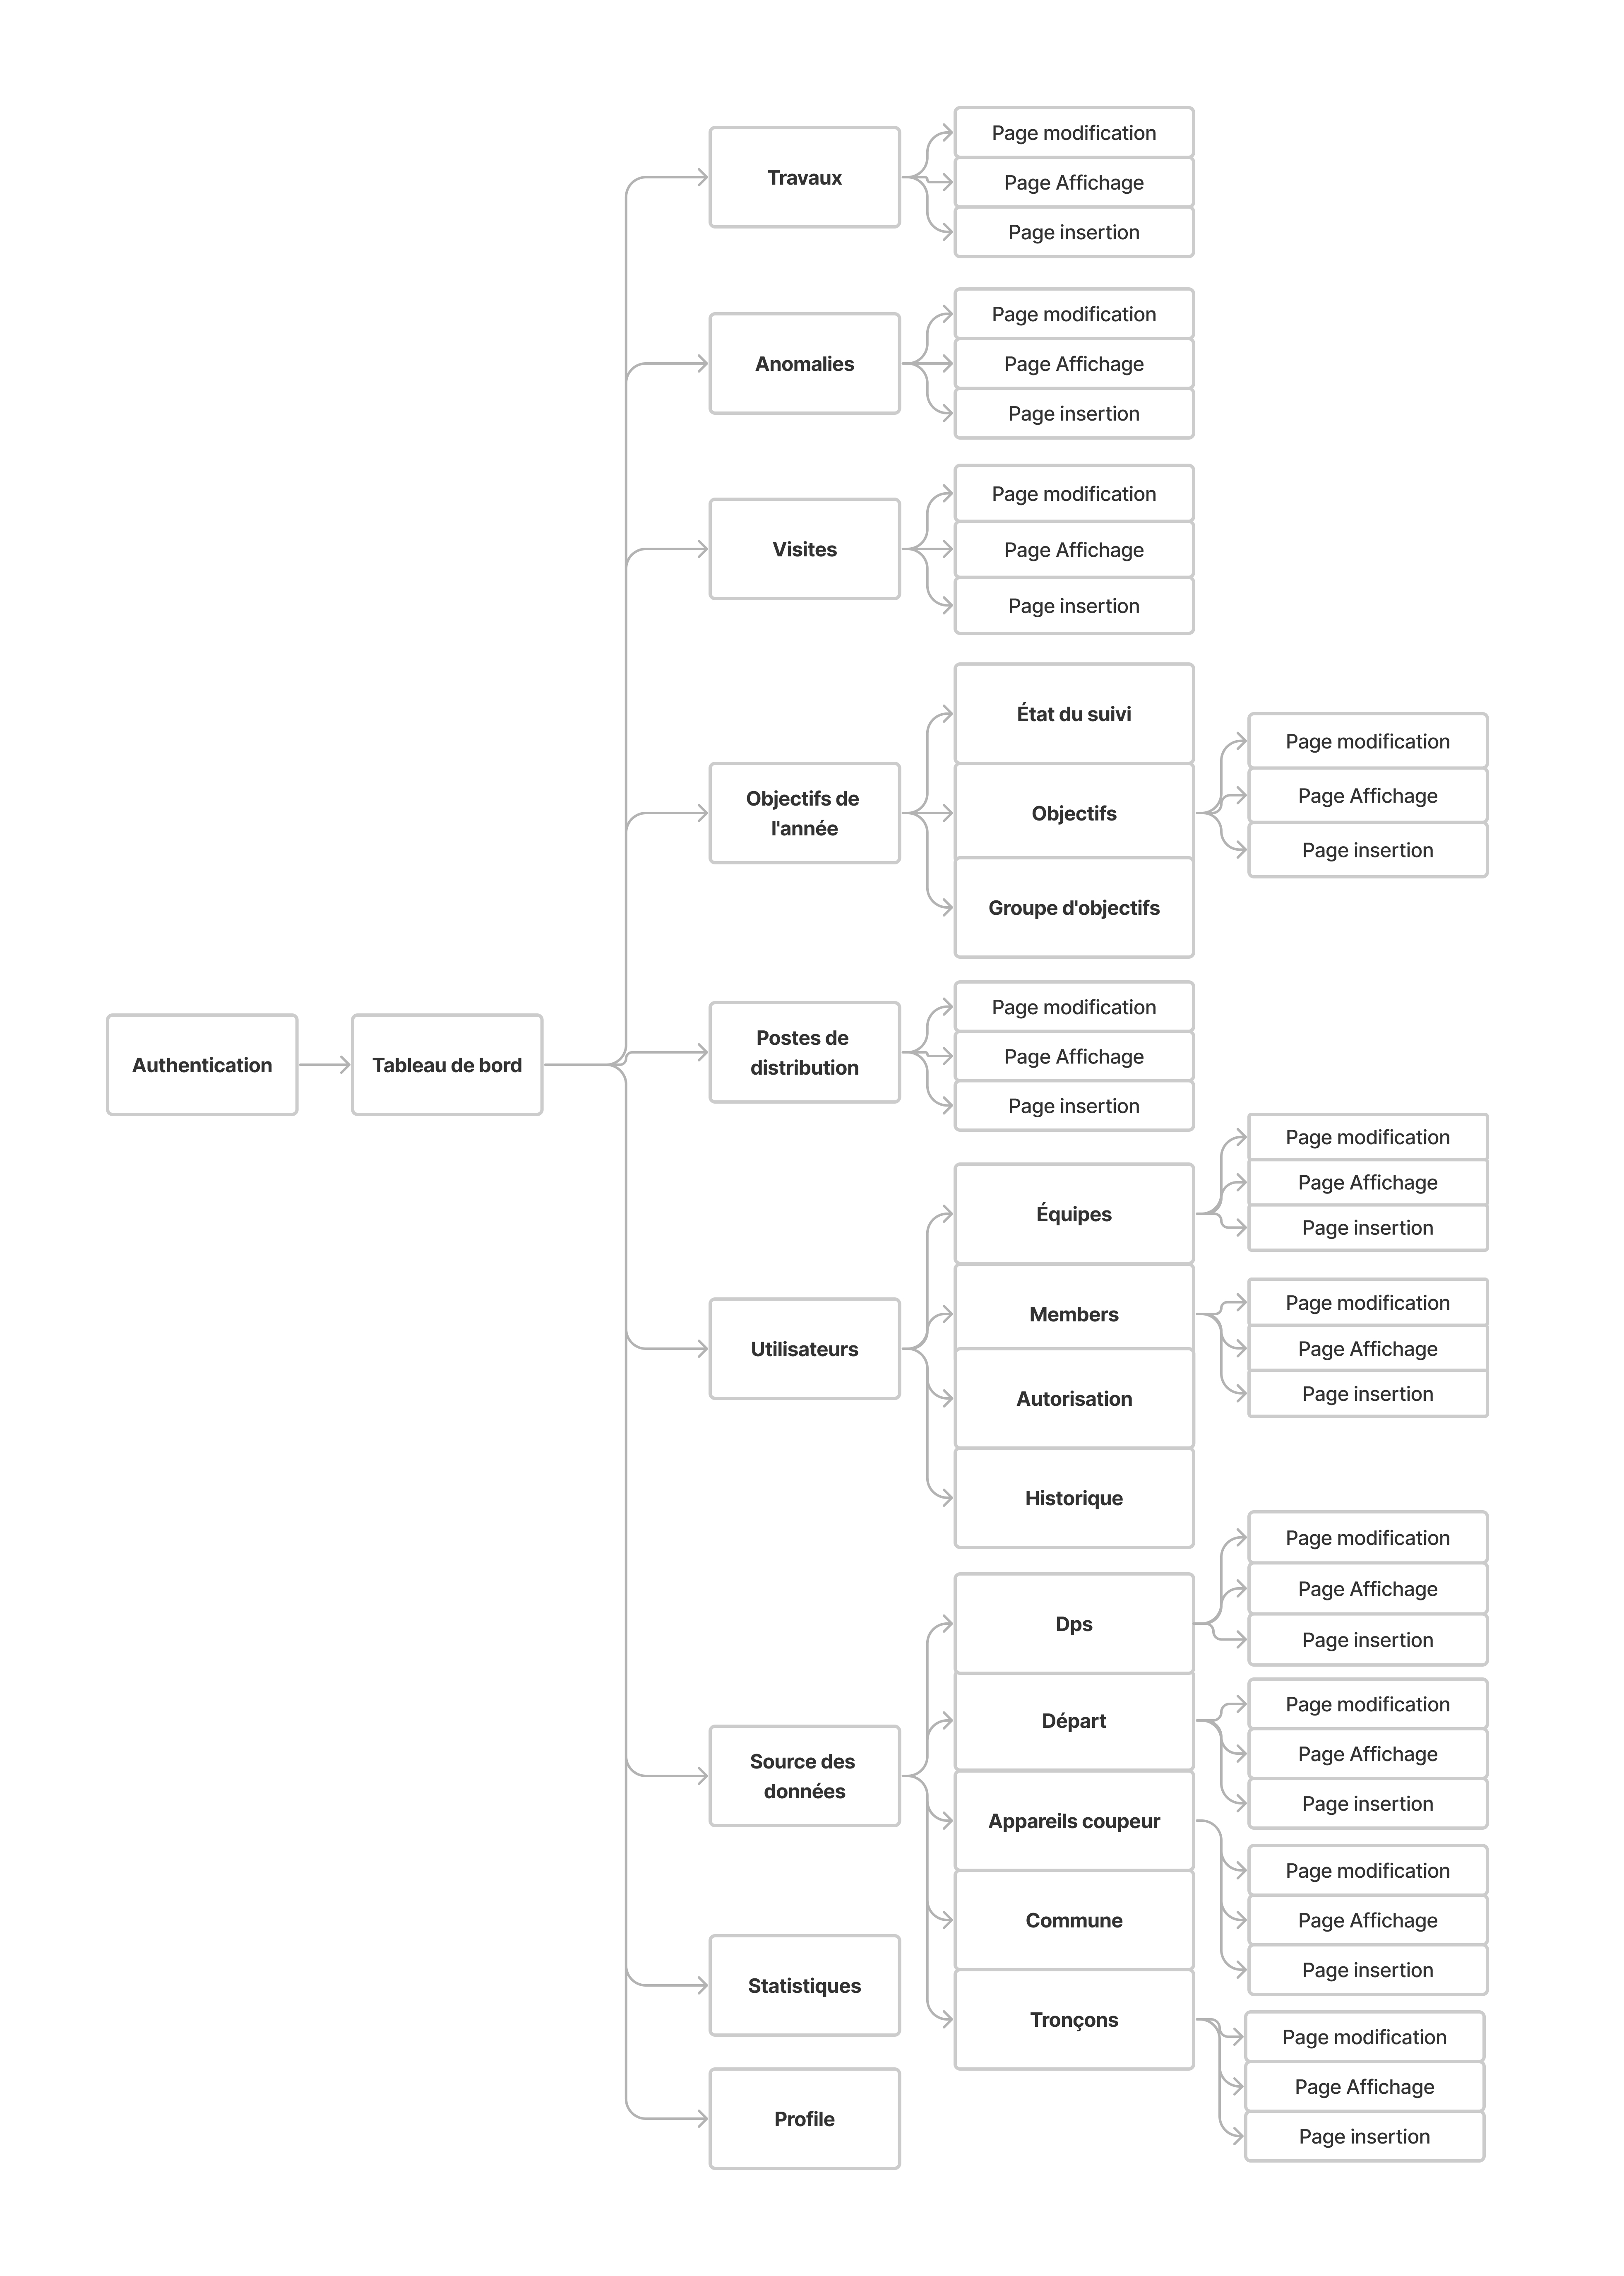 Authentication
Tableau de bord
Travaux
Page modification
Page Affichage
Page insertion
Anomalies
Page modification
Page Affichage
Page insertion
Visites
Page modification
Page Affichage
Page insertion
Objectifs de
l'année
État du suivi
Objectifs
Page modification
Page Affichage
Page insertion
Groupe d'objectifs
Postes de
distribution
Page modification
Page Affichage
Page insertion
Utilisateurs
Équipes
Page modification
Page Affichage
Page insertion
Members
Page modification
Page Affichage
Page insertion
Autorisation
Historique
Source des
données
Dps
Page modification
Page Affichage
Page insertion
Départ
Page modification
Page Affichage
Page insertion
Appareils coupeur
Page modification
Page Affichage
Page insertion
Commune
Tronçons
Page modification
Page Affichage
Page insertion
Statistiques
Profile